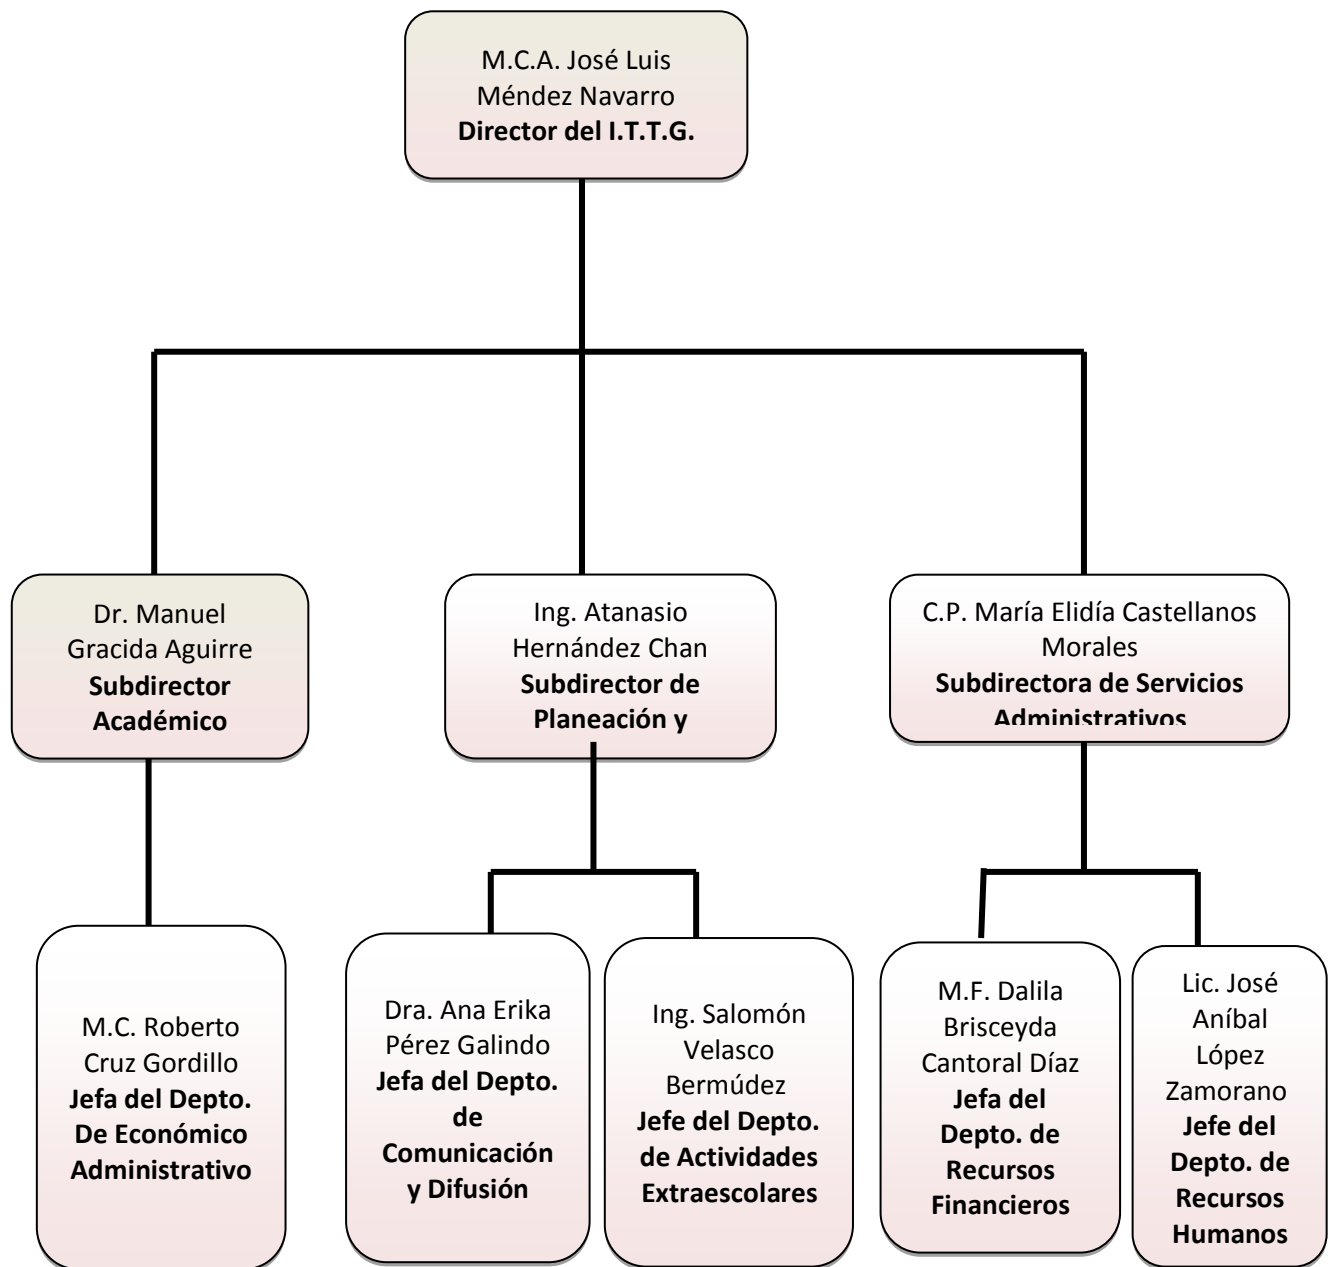 M.C.A. José Luis
Méndez Navarro
Director del I.T.T.G.
Dr. Manuel
Gracida Aguirre
Subdirector
Académico
Ing. Atanasio
Hernández Chan
Subdirector de
Planeación y
C.P. María Elidía Castellanos
Morales
Subdirectora de Servicios
Administrativos
M.C. Roberto
Cruz Gordillo
Jefa del Depto.
De Económico
Administrativo
Dra. Ana Erika
Pérez Galindo
Jefa del Depto.
de
Comunicación
y Difusión
Ing. Salomón
Velasco
Bermúdez
Jefe del Depto.
de Actividades
Extraescolares
M.F. Dalila
Brisceyda
Cantoral Díaz
Jefa del
Depto. de
Recursos
Financieros
Lic. José
Aníbal
López
Zamorano
Jefe del
Depto. de
Recursos
Humanos